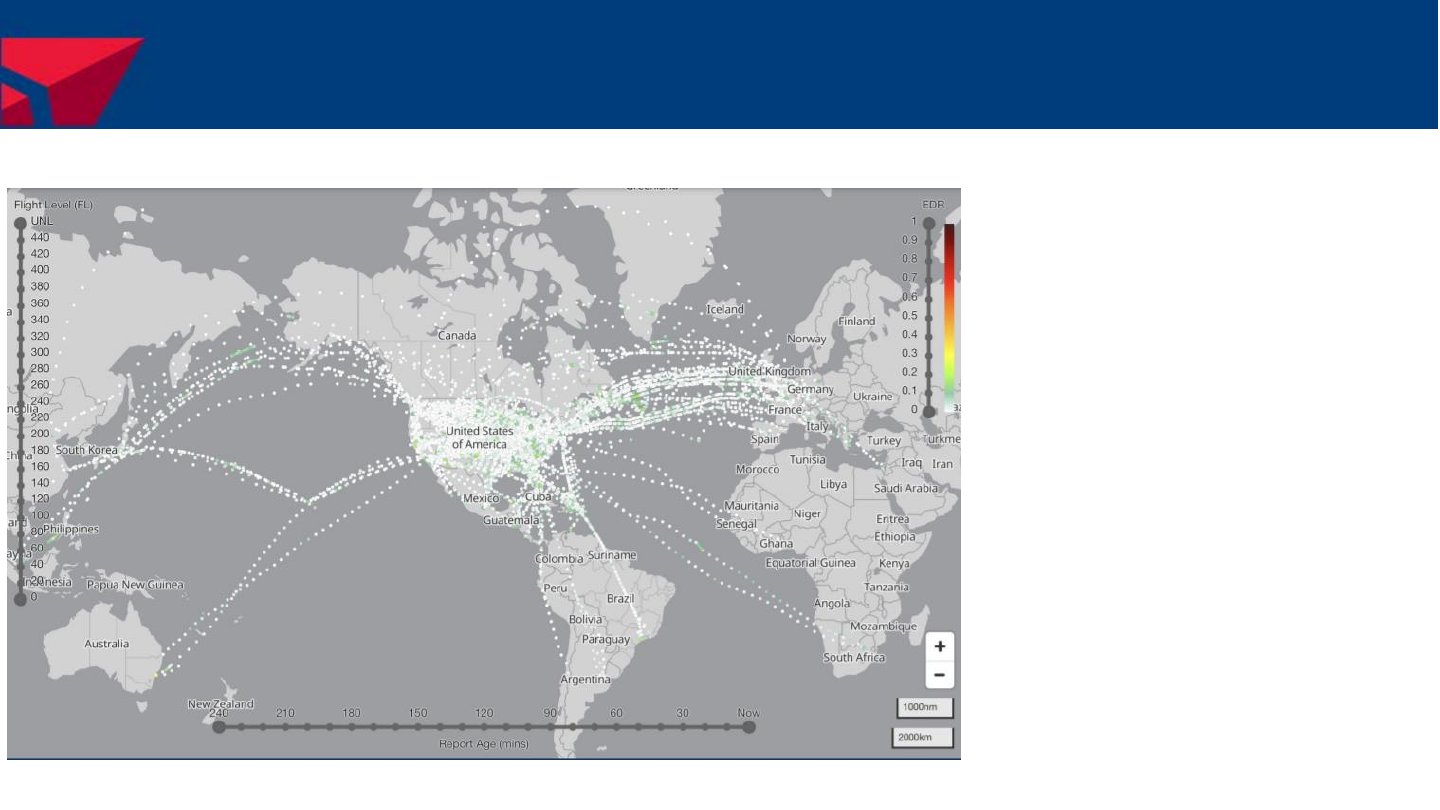 Greenland
Flight Level (FL)
EDR
UNL
1
440
0.9
420
0.8
400
0.7
380
0.6
360
0.5
340
0.4
320
0.3
300
0.2
280
0.1
260
0
240
220
200
180
160
140
120
100
80
60
40
20
0
Iceland
Finland
Norway
Canada
United Kingdom
Germany
Ukraine
France
Italy
Spain
Turkey
Turkme
United States
of America
South Korea
Tunisia
Morocco
Iraq
Iran
Libya
Saudi Arabia
Mexico
Cuba
Mauritania
Niger
Guatemala
Senegal
Eritrea
Philippines
Ethiopia
Ghana
Colombia
Suriname
Equatorial Guinea
Kenya
Indonesia
Papua New Guinea
Peru
Brazil
Tanzania
Angola
Bolivia
Mozambique
Australia
Paraguay
South Africa
Argentina
New Zealand
+
−
1000nm
2000km
240
210
180
150
120
90
60
30
Now
Report Age (mins)